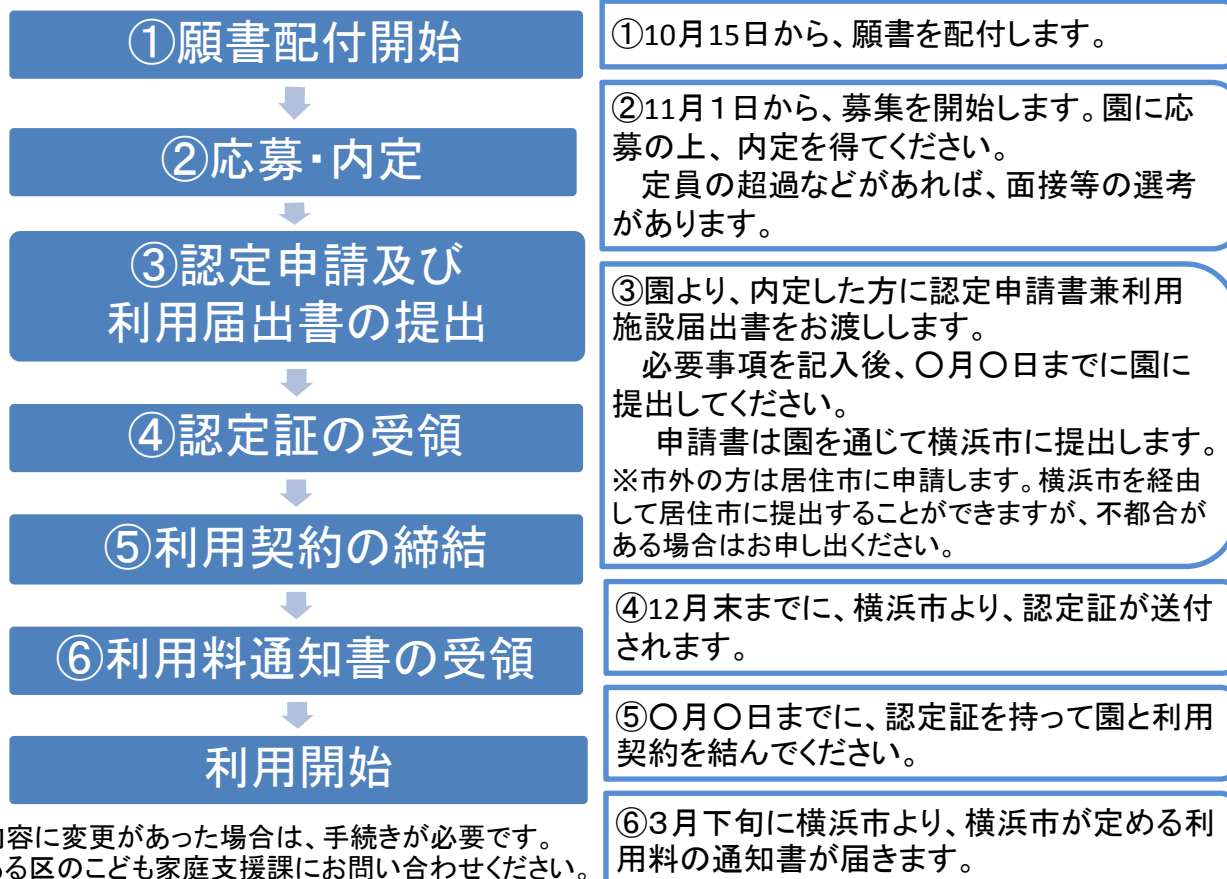 ①願書配付開始
②応募・内定
③認定申請及び
利用届出書の提出
④認定証の受領
⑤利用契約の締結
⑥利用料通知書の受領
利用開始
内容に変更があった場合は、手続きが必要です。
ある区のこども家庭支援課にお問い合わせください。
①10月15日から、願書を配付します。
②11月1日から、募集を開始します。園に応
募の上、内定を得てください。
定員の超過などがあれば、面接等の選考
があります。
③園より、内定した方に認定申請書兼利用
施設届出書をお渡しします。
必要事項を記入後、〇月〇日までに園に
提出してください。
申請書は園を通じて横浜市に提出します。
※市外の方は居住市に申請します。横浜市を経由
して居住市に提出することができますが、不都合が
ある場合はお申し出ください。
④12月末までに、横浜市より、認定証が送付
されます。
⑤〇月〇日までに、認定証を持って園と利用
契約を結んでください。
⑥3月下旬に横浜市より、横浜市が定める利
用料の通知書が届きます。